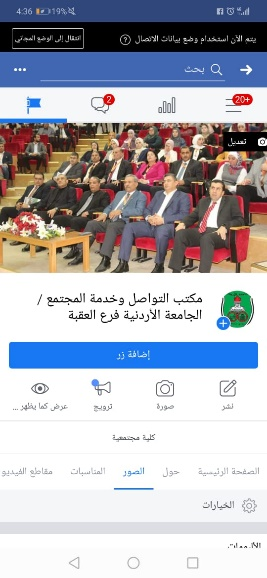 4:36
19%
يتم الآن استخدام وضع بيانات الاتصال
انتقال إلى الوضع المجاني
بحث
2
20+
تعديل
مكتب التواصل وخدمة المجتمع /
الجامعة الأردنية فرع العقبة
إضافة زر
نشر
صورة
ترويج
عرض كما يظهر ...
كلية مجتمعية
الصفحة الرئيسية
حول
الصور
المناسبات
مقاطع الفيديو
الخيارات